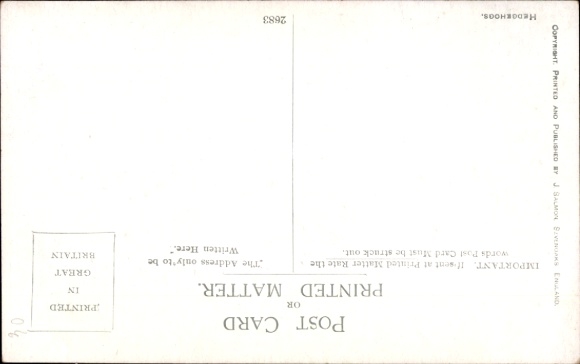 POST CARD
OR
PRINTED MATTER.
IMPORTANT. If sent at Printed Matter Rate the
words Post Card Must be struck out.
"The Address only to be
Written Here."
PRINTED
IN
GREAT
BRITAIN
HEDGEHOGS.
2683
COPYRIGHT. PRINTED AND PUBLISHED BY J. SALMON, SEVENOAKS, ENGLAND.